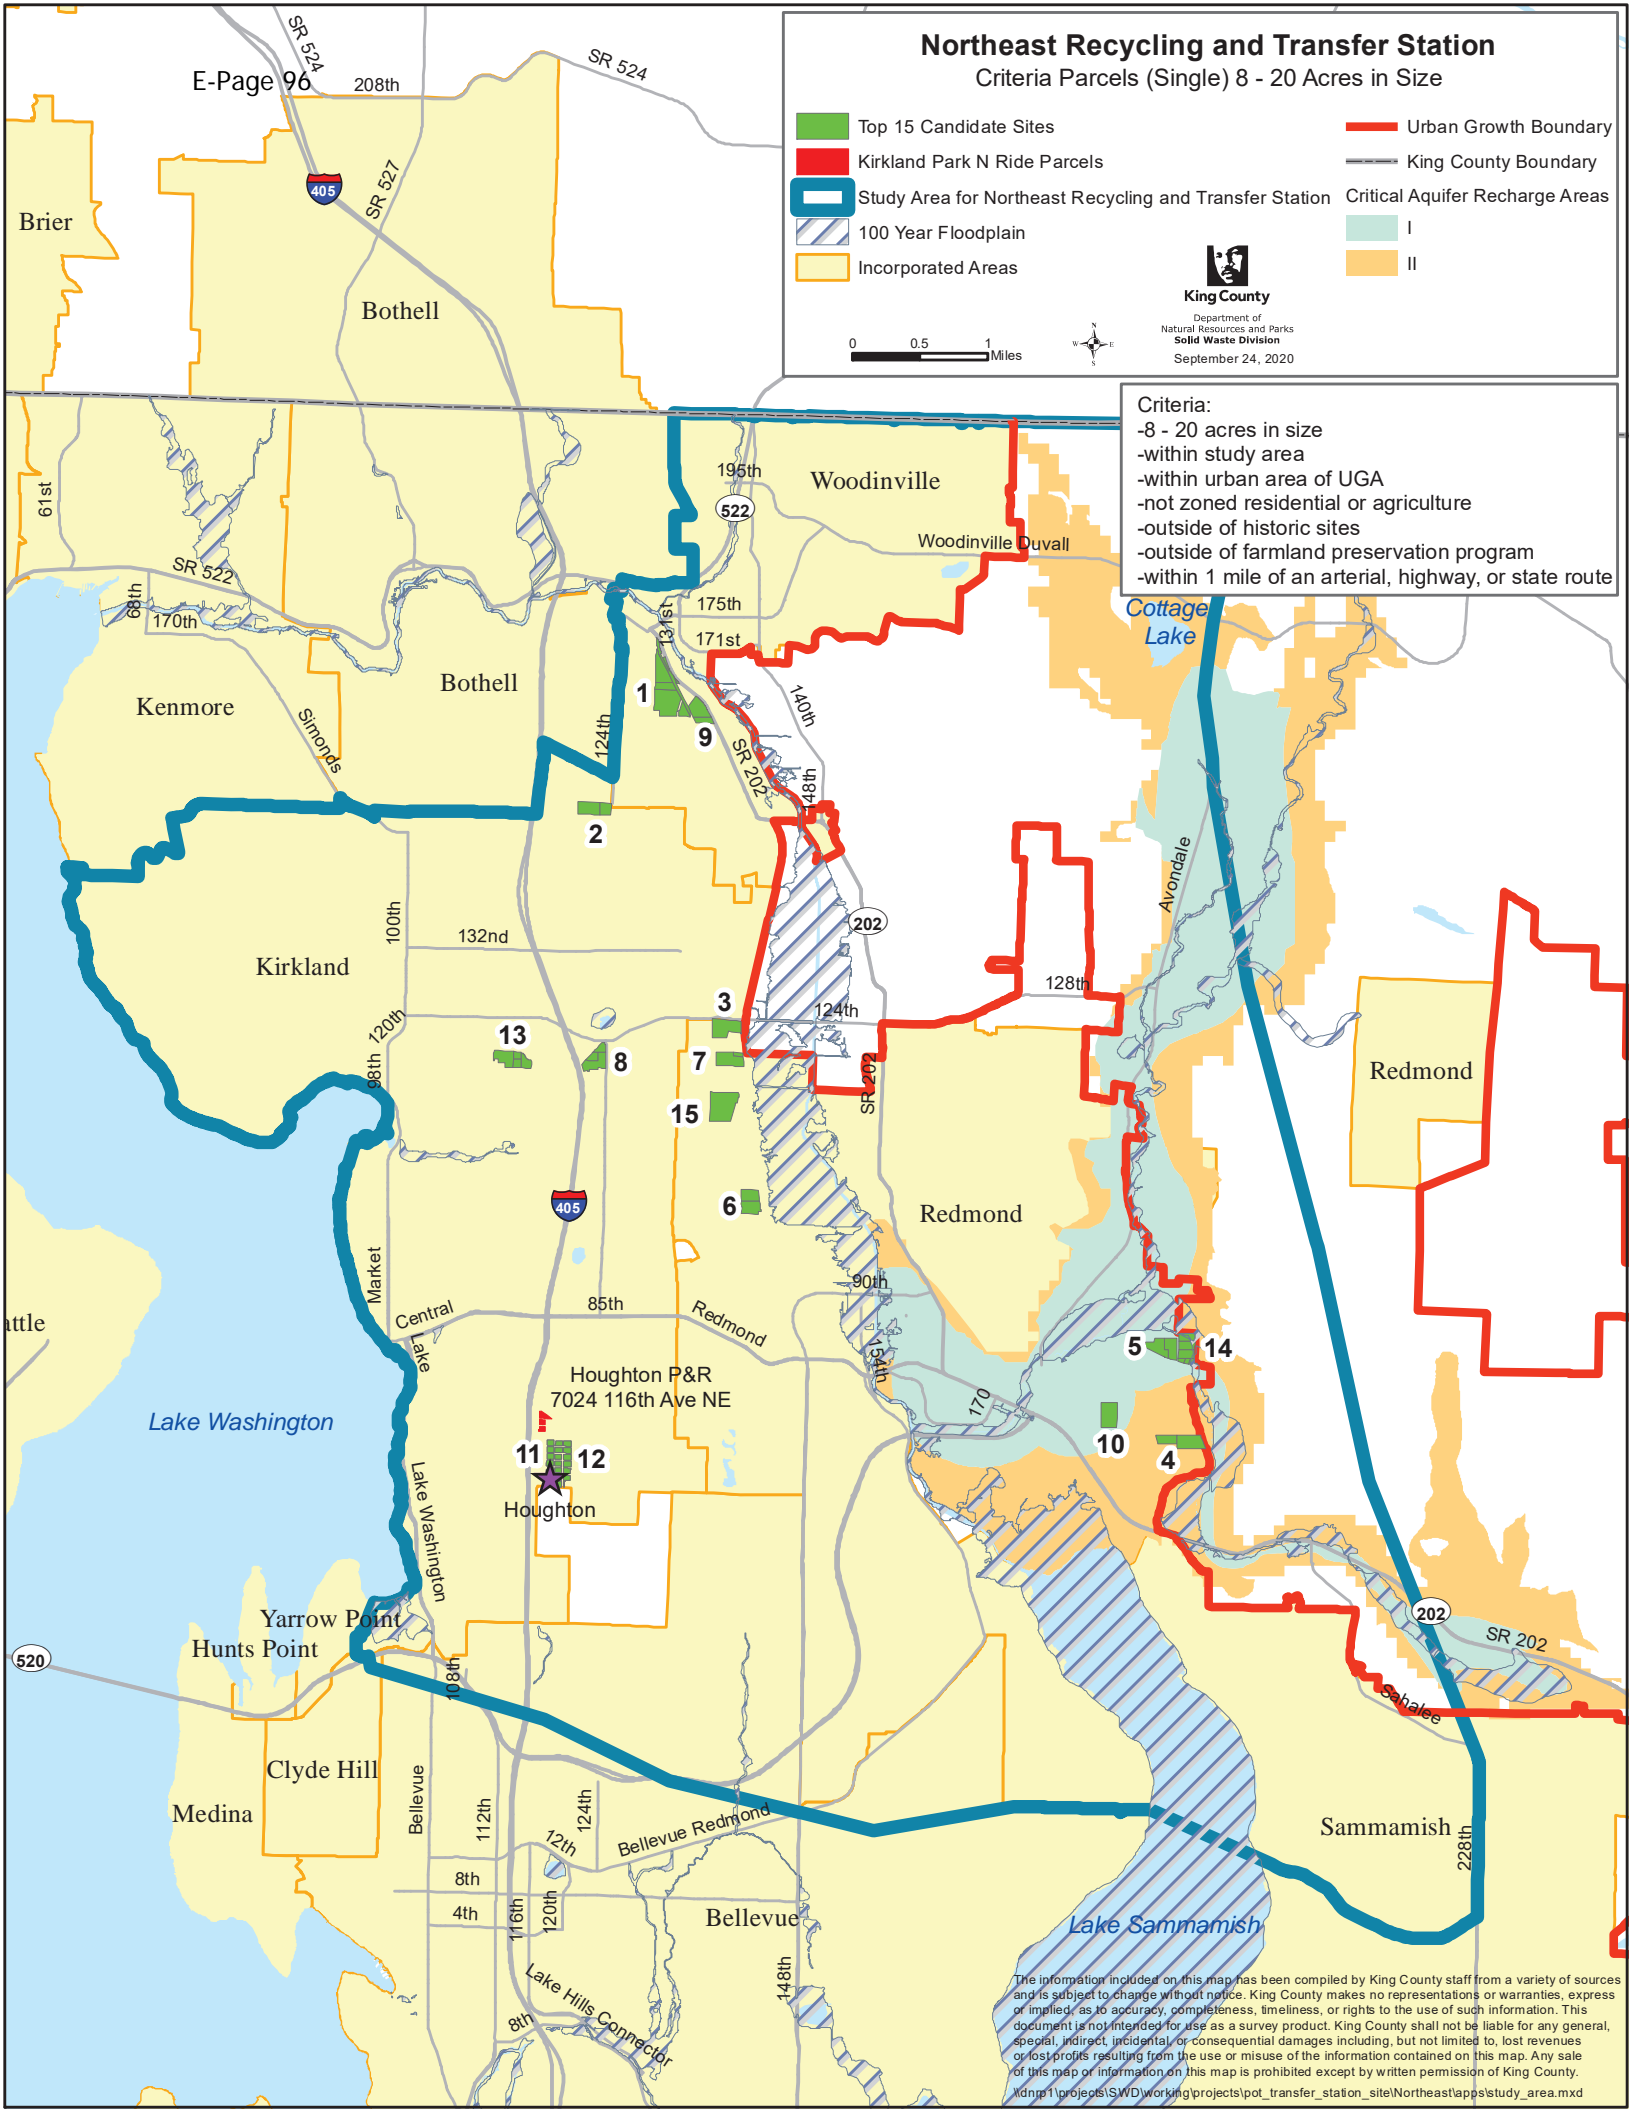 E-Page 96
Northeast Recycling and Transfer Station
Criteria Parcels (Single) 8 - 20 Acres in Size
Top 15 Candidate Sites
Kirkland Park N Ride Parcels
Study Area for Northeast Recycling and Transfer Station
100 Year Floodplain
Incorporated Areas
Urban Growth Boundary
King County Boundary
Critical Aquifer Recharge Areas
I
II
0 0.5 1
Miles
N
W E
S
King County
Department of
Natural Resources and Parks
Solid Waste Division
September 24, 2020
Criteria:
-8 - 20 acres in size
-within study area
-within urban area of UGA
-not zoned residential or agriculture
-outside of historic sites
-outside of farmland preservation program
-within 1 mile of an arterial, highway, or state route
SR 524
208th
SR 524
405
SR 527
Brier
Bothell
61st
195th
522
Woodinville
Woodinville Duvall
SR 522
68th
170th
175th
131st
171st
Cottage
Lake
Kenmore
Bothell
Simonds
124th
1
9
SR 202
140th
148th
2
Avondale
100th
132nd
Kirkland
202
128th
3
124th
120th
13
8
7
98th
SR 202
15
Redmond
405
6
Redmond
Market
90th
Central
85th
Redmond
Lake
154th
5
14
Houghton P&R
7024 116th Ave NE
170
Lake Washington
11
12
10
4
Houghton
Lake Washington
attle
Yarrow Point
Hunts Point
520
108th
202
SR 202
Sahalee
Clyde Hill
Medina
Bellevue
112th
124th
12th
Bellevue Redmond
Sammamish
228th
8th
4th
116th
120th
Bellevue
Lake Sammamish
148th
Lake Hills Connector
8th
The information included on this map has been compiled by King County staff from a variety of sources
and is subject to change without notice. King County makes no representations or warranties, express
or implied, as to accuracy, completeness, timeliness, or rights to the use of such information. This
document is not intended for use as a survey product. King County shall not be liable for any general,
special, indirect, incidental, or consequential damages including, but not limited to, lost revenues
or lost profits resulting from the use or misuse of the information contained on this map. Any sale
of this map or information on this map is prohibited except by written permission of King County.
\\dnrp1\projects\SWD\working\projects\pot_transfer_station_site\Northeast\apps\study_area.mxd